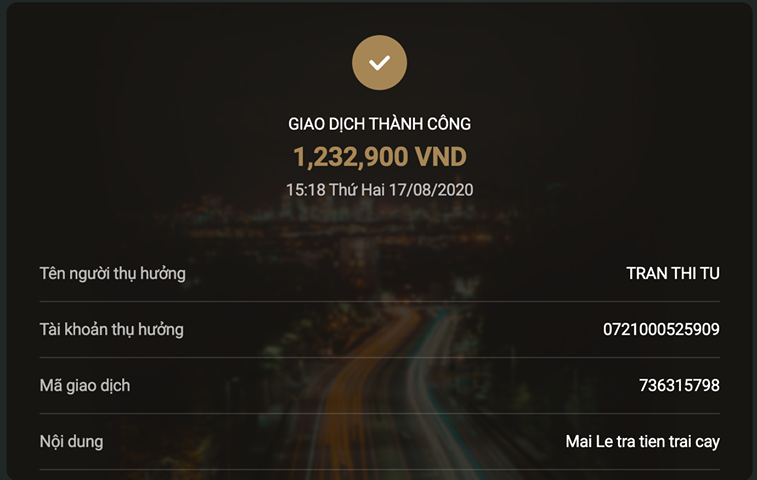 GIAO DỊCH THÀNH CÔNG
1,232,900 VND
15:18 Thứ Hai 17/08/2020
Tên người thụ hưởng TRAN THI TU
Tài khoản thụ hưởng 0721000525909
Mã giao dịch 736315798
Nội dung Mai Le tra tien trai cay